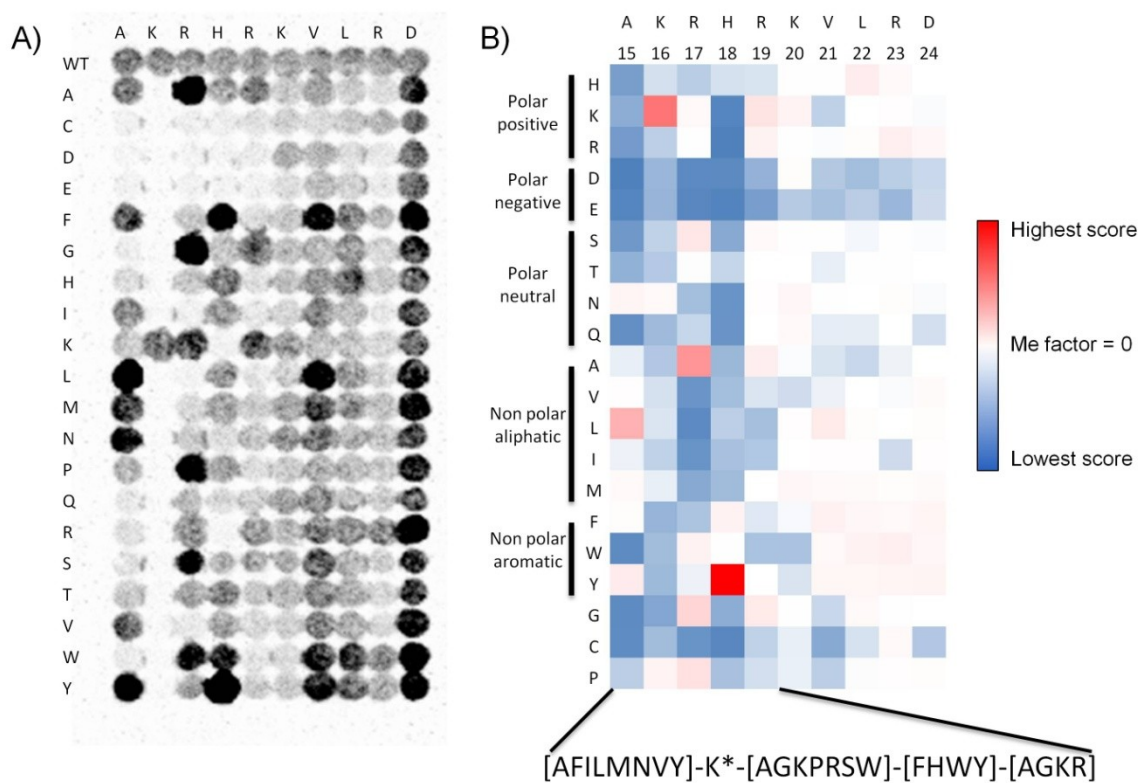 A)
A K R H R K V L R D
WT
A
C
D
E
F
G
H
I
K
L
M
N
P
Q
R
S
T
V
W
Y
B)
A K R H R K V L R D
15 16 17 18 19 20 21 22 23 24
Polar
positive
H
K
R
Polar
negative
D
E
Polar
neutral
S
T
N
Q
Non polar
aliphatic
A
V
L
I
M
Non polar
aromatic
F
W
Y
G
C
P
Highest score
Me factor = 0
Lowest score
[AFILMNVY]-K*-[AGKPRSW]-[FHWY]-[AGKR]